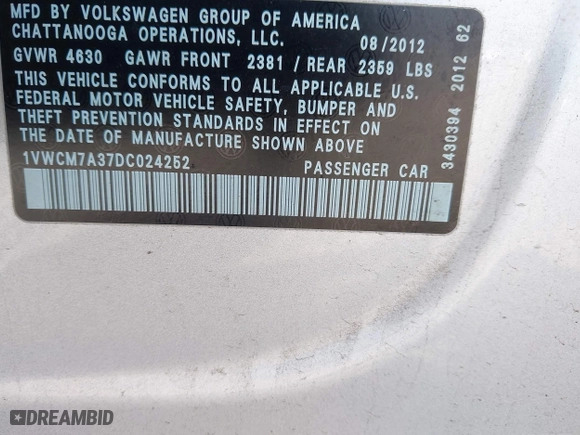 MFD BY VOLKSWAGEN GROUP OF AMERICA
CHATTANOOGA OPERATIONS, LLC. 08/2012
GVWR 4630 GAWR FRONT 2381 / REAR 2359 LBS
THIS VEHICLE CONFORMS TO ALL APPLICABLE U.S.
FEDERAL MOTOR VEHICLE SAFETY, BUMPER AND
THEFT PREVENTION STANDARDS IN EFFECT ON
THE DATE OF MANUFACTURE SHOWN ABOVE
1VWCM7A37DC024252 PASSENGER CAR
3430394 2012 62
DREAMBID